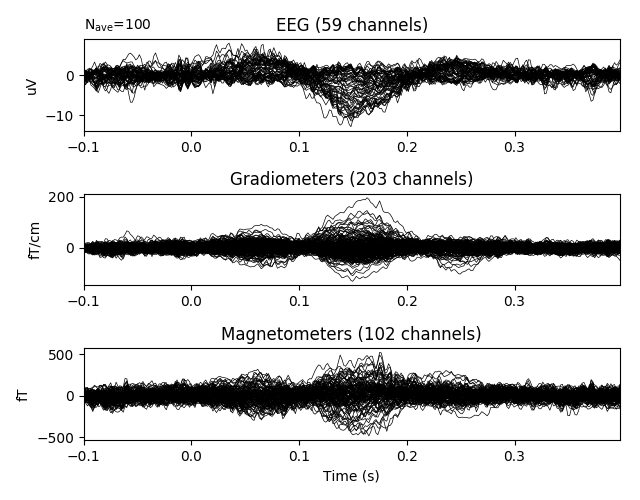 N_ave=100
EEG (59 channels)
0
−10
uV
−0.1 0.0 0.1 0.2 0.3
Gradiometers (203 channels)
200
0
fT/cm
−0.1 0.0 0.1 0.2 0.3
Magnetometers (102 channels)
500
0
−500
fT
−0.1 0.0 0.1 0.2 0.3
Time (s)